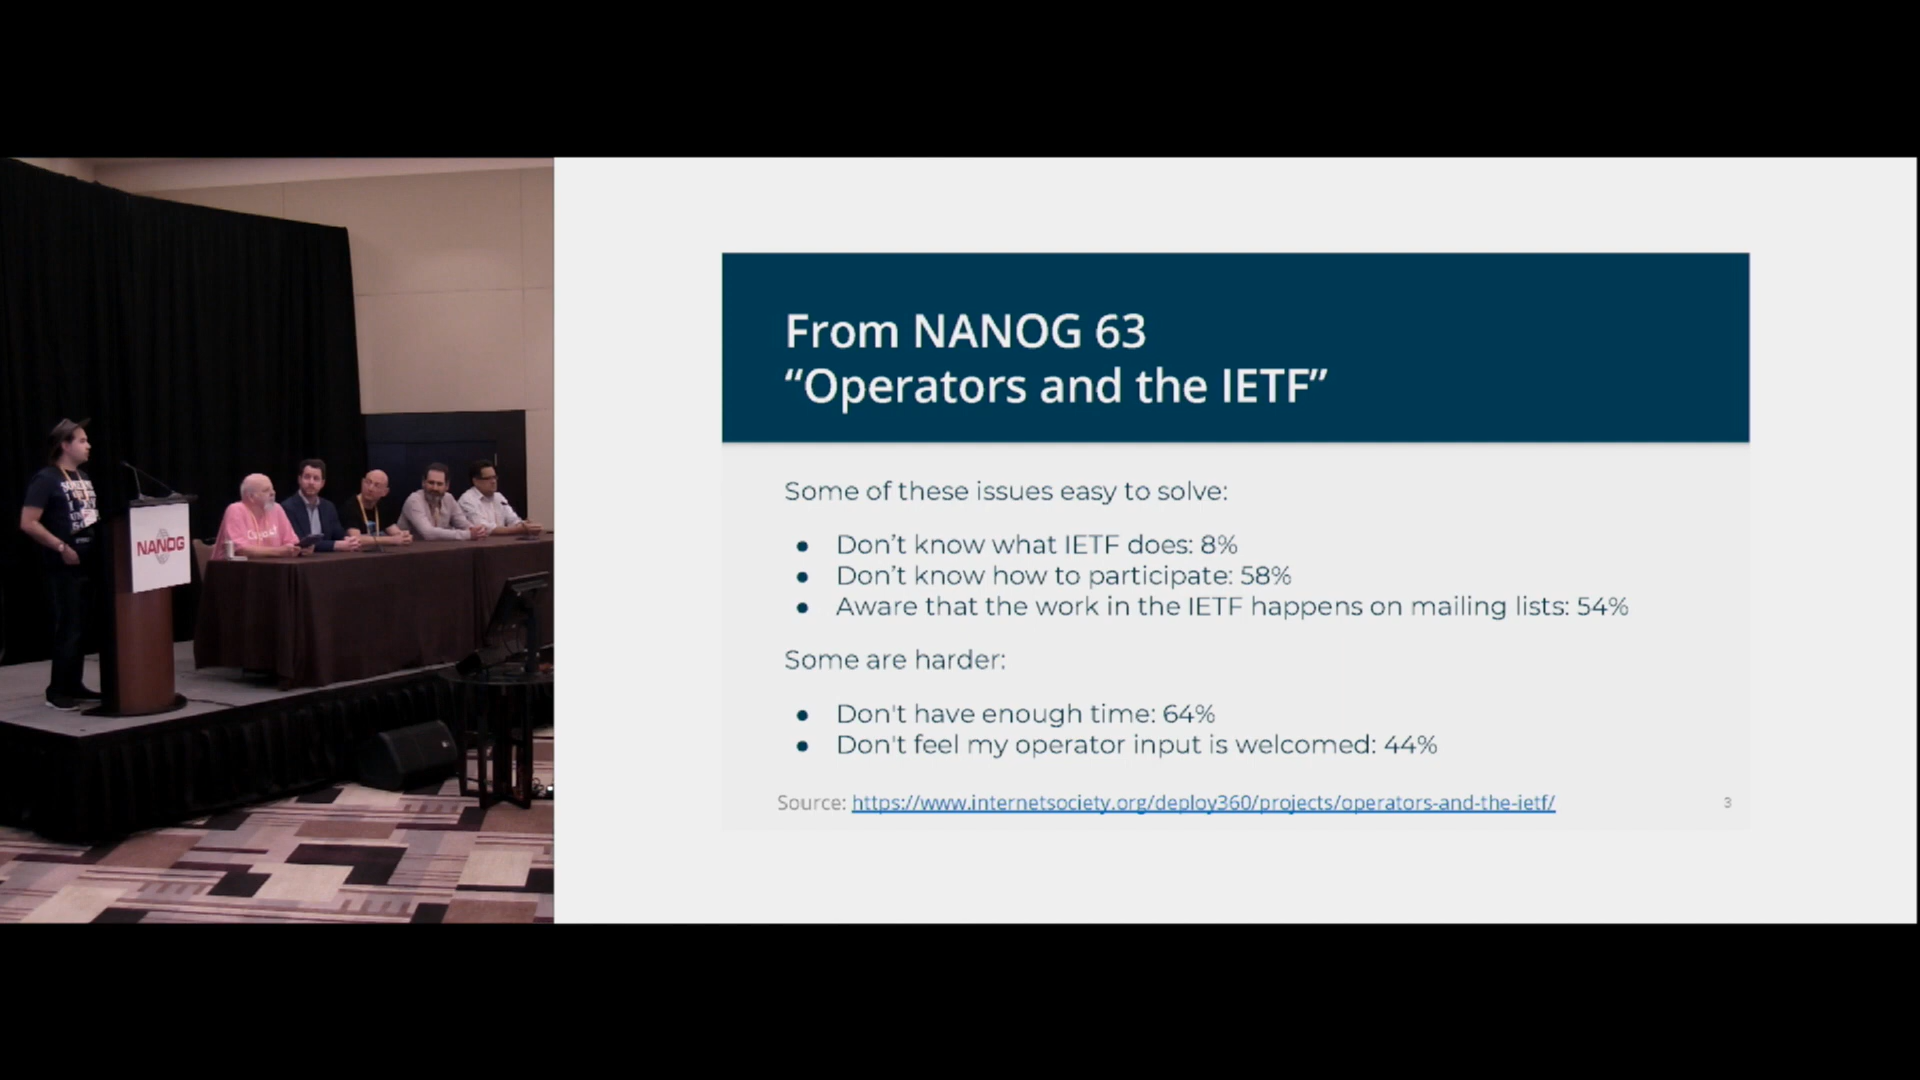 NANOG
From NANOG 63
“Operators and the IETF”
Some of these issues easy to solve:
● Don’t know what IETF does: 8%
● Don’t know how to participate: 58%
● Aware that the work in the IETF happens on mailing lists: 54%
Some are harder:
● Don't have enough time: 64%
● Don't feel my operator input is welcomed: 44%
Source: https://www.internetsociety.org/deploy360/projects/operators-and-the-ietf/
3